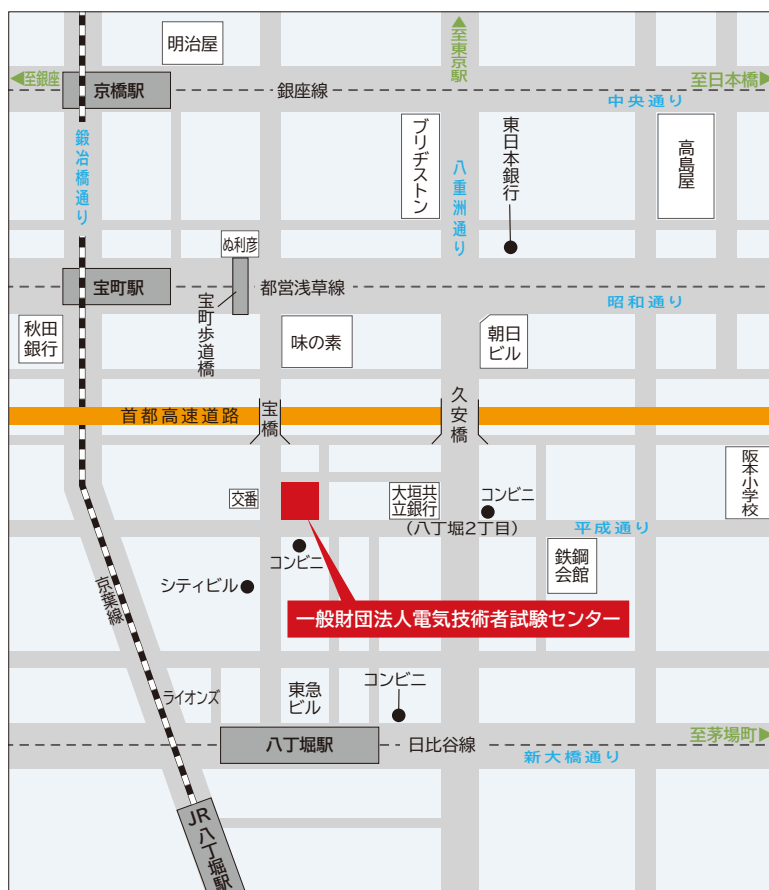 明治屋
▲至東京駅
◀至銀座
京橋駅
銀座線
至日本橋▶
中央通り
鍛冶橋通り
ブリヂストン
八重洲通り
東日本銀行
高島屋
ぬ利彦
宝町駅
都営浅草線
昭和通り
宝町歩道橋
秋田
銀行
味の素
朝日
ビル
首都高速道路
宝橋
久安橋
阪本小学校
交番
大垣共
立銀行
コンビニ
(八丁堀2丁目)
平成通り
コンビニ
鉄鋼
会館
シティビル
京葉線
一般財団法人電気技術者試験センター
ライオンズ
東急
ビル
コンビニ
八丁堀駅
日比谷線
至茅場町▶
新大橋通り
JR八丁堀駅